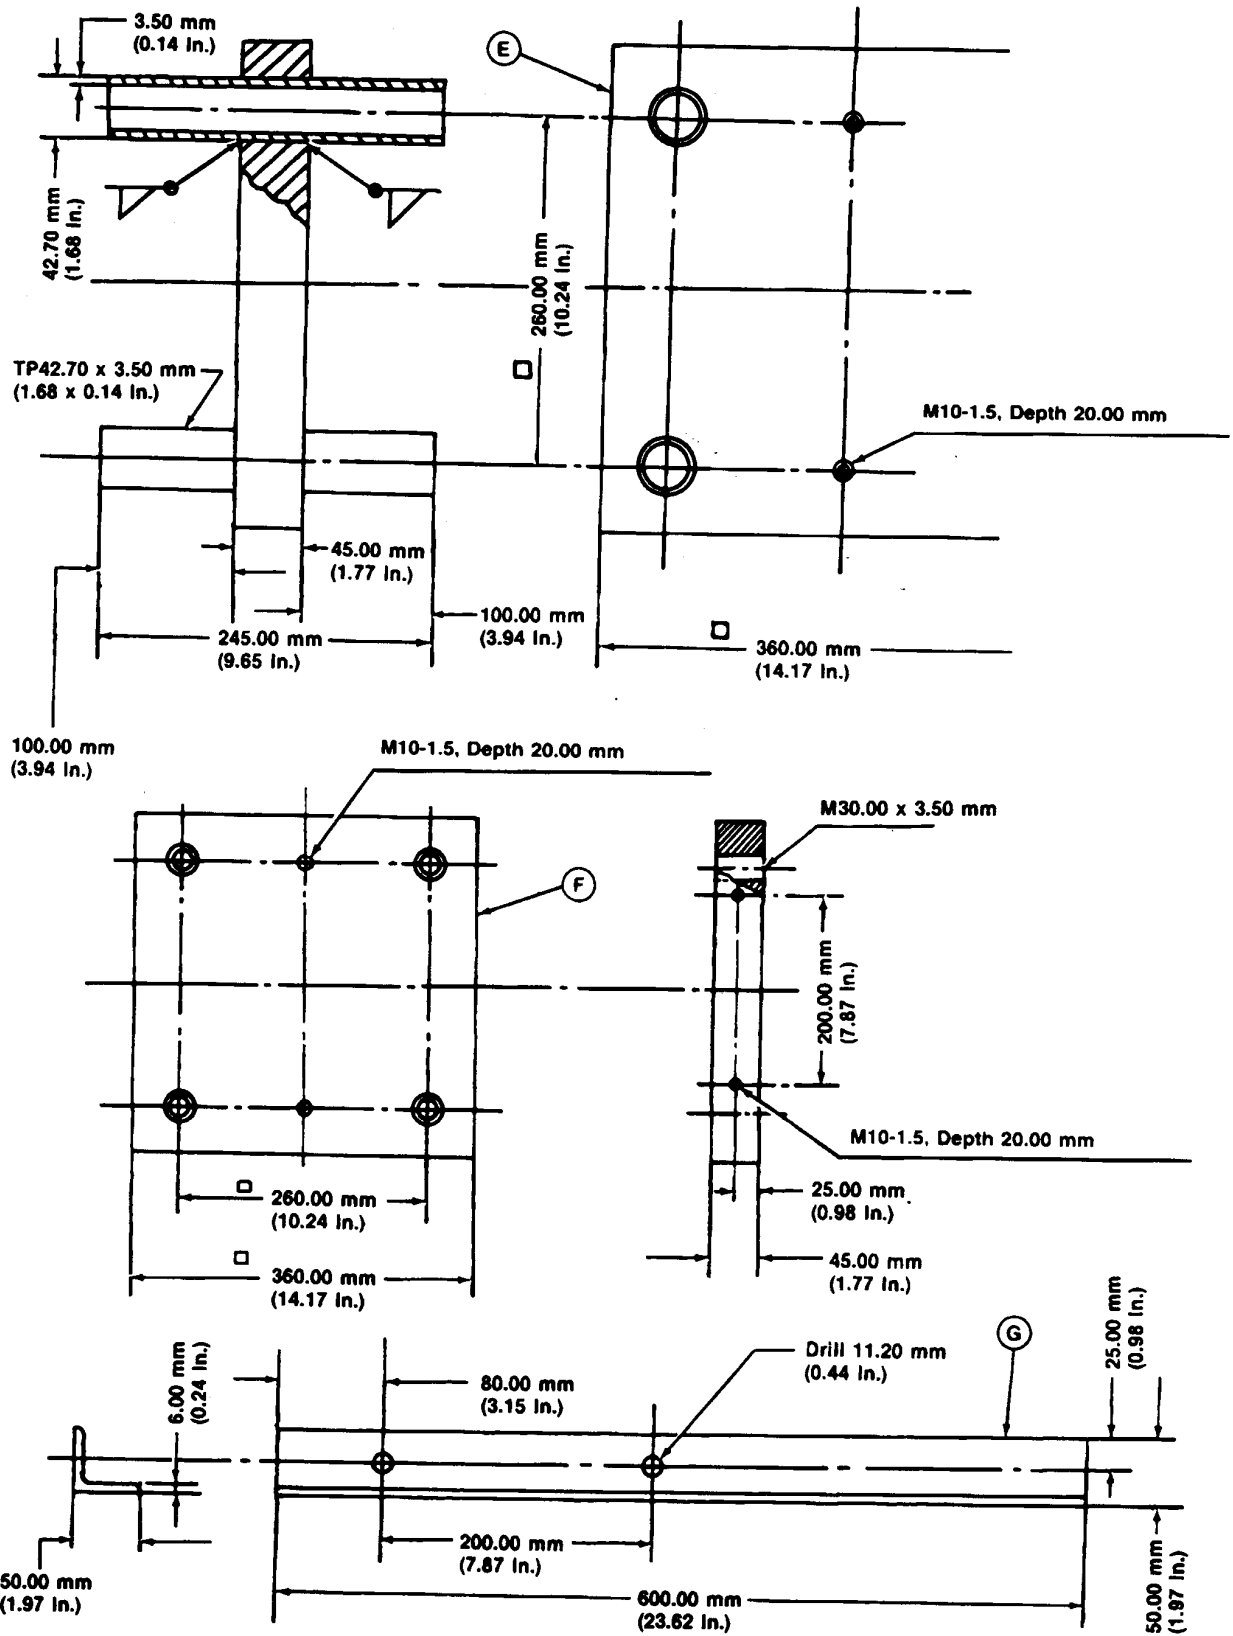 3.50 mm
(0.14 In.)
E
42.70 mm
(1.68 In.)
260.00 mm
(10.24 In.)
TP42.70 x 3.50 mm
(1.68 x 0.14 In.)
M10-1.5, Depth 20.00 mm
45.00 mm
(1.77 In.)
100.00 mm
(3.94 In.)
245.00 mm
(9.65 In.)
360.00 mm
(14.17 In.)
100.00 mm
(3.94 In.)
M10-1.5, Depth 20.00 mm
M30.00 x 3.50 mm
F
200.00 mm
(7.87 In.)
M10-1.5, Depth 20.00 mm
260.00 mm
(10.24 In.)
25.00 mm
(0.98 In.)
360.00 mm
(14.17 In.)
45.00 mm
(1.77 In.)
6.00 mm
(0.24 In.)
80.00 mm
(3.15 In.)
Drill 11.20 mm
(0.44 In.)
G
25.00 mm
(0.98 In.)
200.00 mm
(7.87 In.)
50.00 mm
(1.97 In.)
600.00 mm
(23.62 In.)
50.00 mm
(1.97 In.)